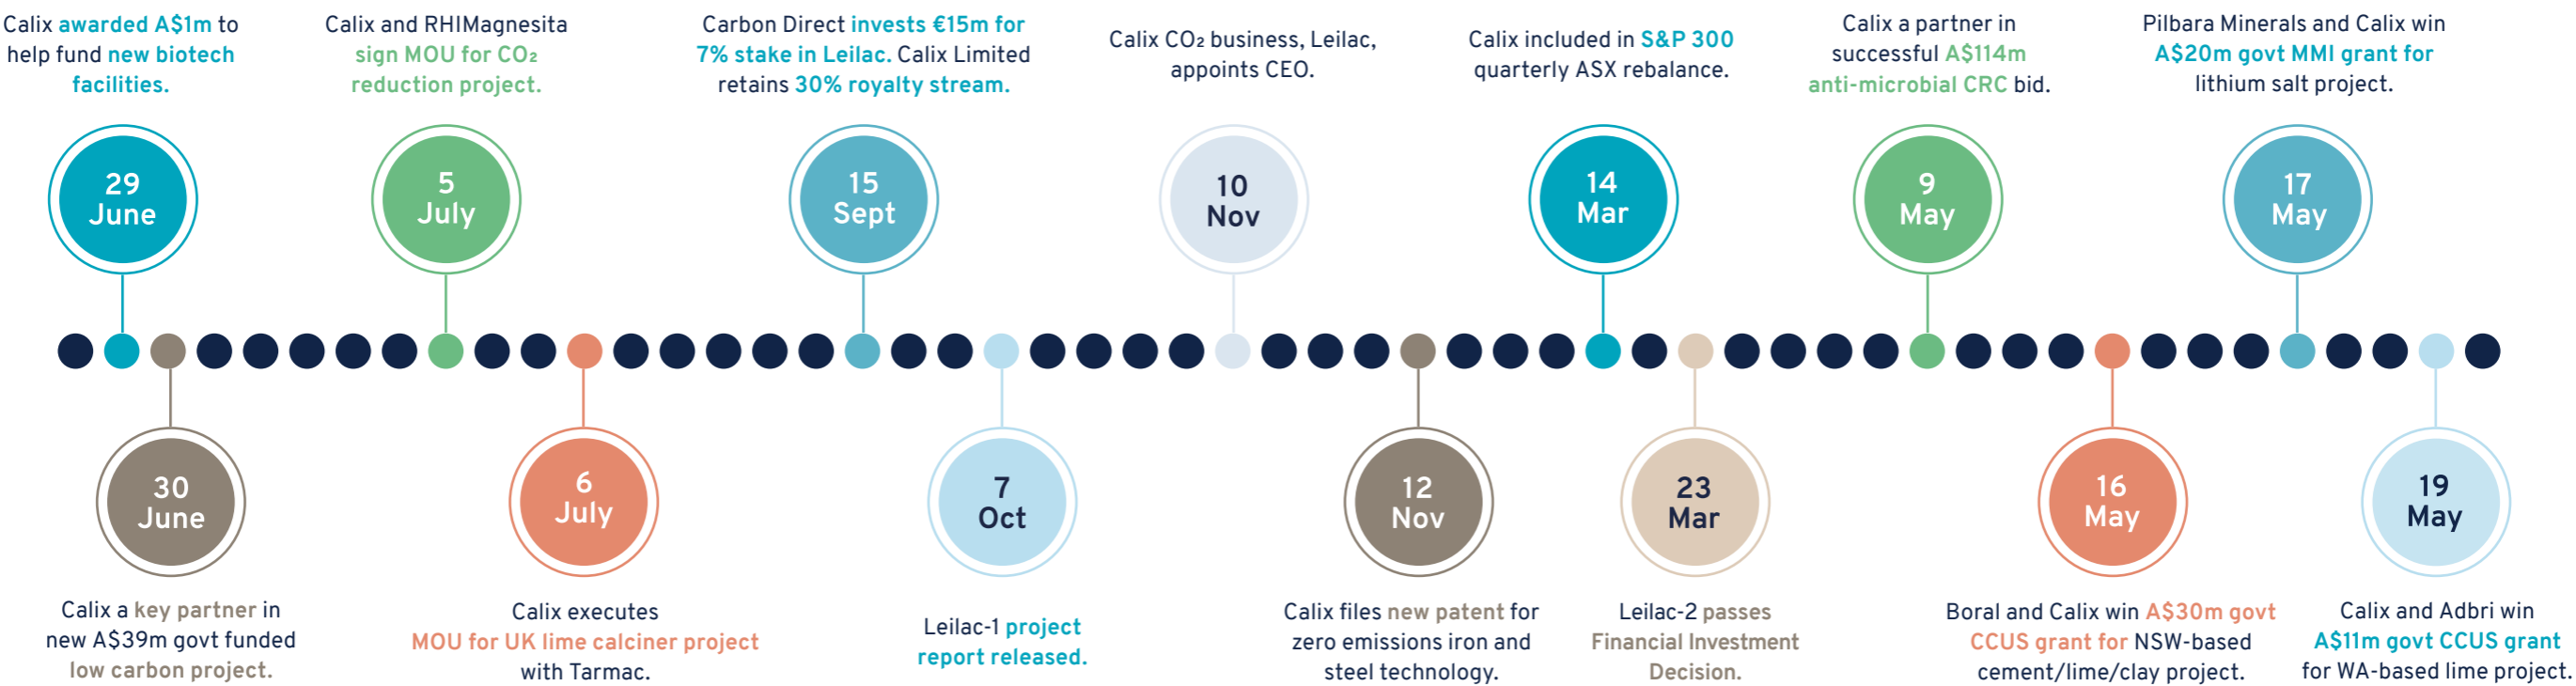 Calix awarded A$1m to
help fund new biotech
facilities.
29
June
Calix and RHIMagnesita
sign MOU for CO₂
reduction project.
5
July
Carbon Direct invests €15m for
7% stake in Leilac. Calix Limited
retains 30% royalty stream.
15
Sept
Calix CO₂ business, Leilac,
appoints CEO.
10
Nov
Calix included in S&P 300
quarterly ASX rebalance.
14
Mar
Calix a partner in
successful A$114m
anti-microbial CRC bid.
9
May
Pilbara Minerals and Calix win
A$20m govt MMI grant for
lithium salt project.
17
May
30
June
Calix a key partner in
new A$39m govt funded
low carbon project.
6
July
Calix executes
MOU for UK lime calciner project
with Tarmac.
7
Oct
Leilac-1 project
report released.
12
Nov
Calix files new patent for
zero emissions iron and
steel technology.
23
Mar
Leilac-2 passes
Financial Investment
Decision.
16
May
Boral and Calix win A$30m govt
CCUS grant for NSW-based
cement/lime/clay project.
19
May
Calix and Adbri win
A$11m govt CCUS grant
for WA-based lime project.